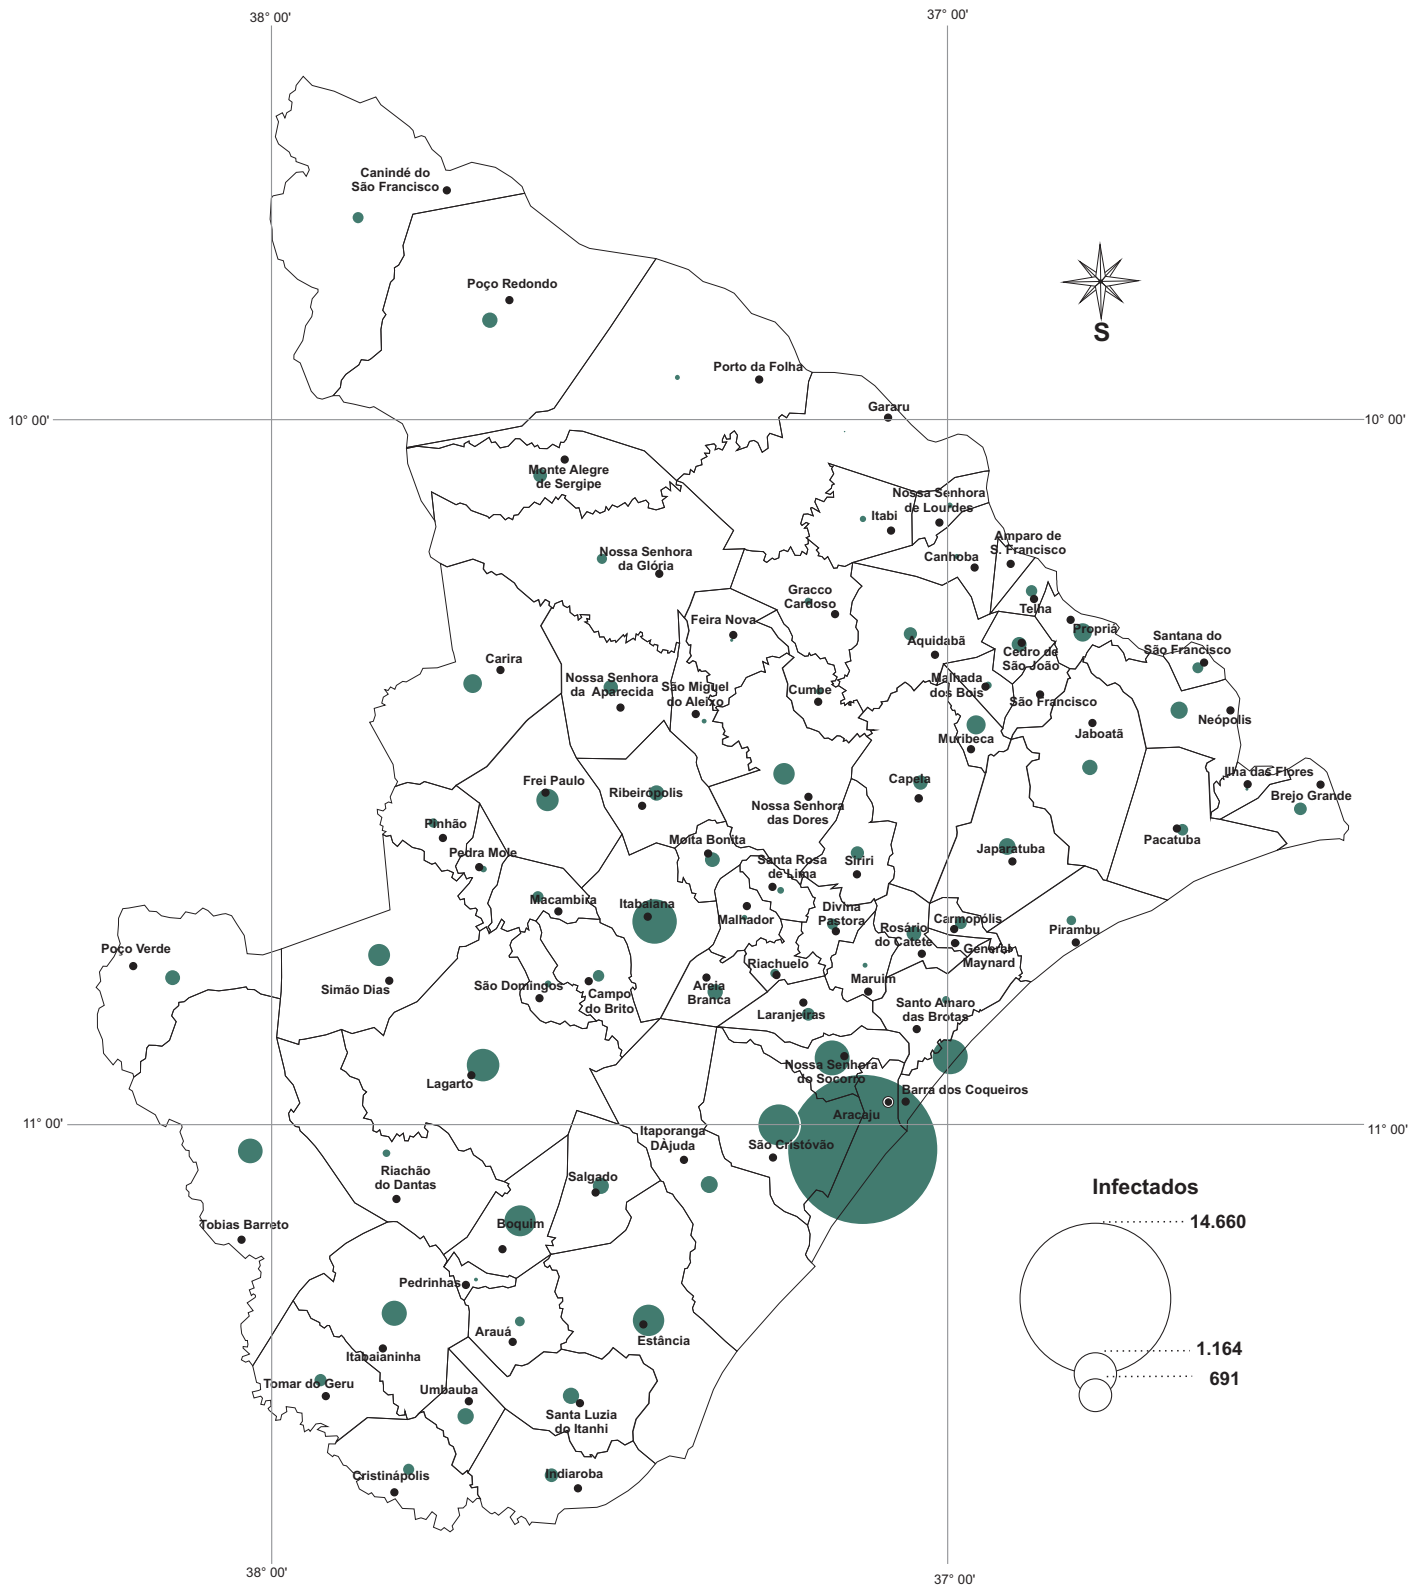 38° 00'
37° 00'
Canindé do
São Francisco
Poço Redondo
S
Porto da Folha
Gararu
10° 00'
10° 00'
Monte Alegre
de Sergipe
Nossa Senhora
de Lourdes
Itabi
Amparo de
S. Francisco
Nossa Senhora
da Glória
Canhoba
Gracco
Cardoso
Telha
Feira Nova
Propriá
Aquidabã
Santana do
São Francisco
Cedro de
São João
Carira
Nossa Senhora
da Aparecida
São Miguel
do Aleixo
Cumbe
Malhada
dos Bois
São Francisco
Neópolis
Jaboatã
Muribeca
Frei Paulo
Ribeirópolis
Capela
Ilha das Flores
Brejo Grande
Nossa Senhora
das Dores
Pinhão
Moita Bonita
Pacatuba
Pedra Mole
Santa Rosa
de Lima
Siriri
Japaratuba
Macambira
Itabaiana
Malhador
Divina
Pastora
Carmopólis
Rosário
do Catete
Pirambu
Poço Verde
General
Maynard
Riachuelo
Maruim
Simão Dias
São Domingos
Campo
do Brito
Areia
Branca
Santo Amaro
das Brotas
Laranjeiras
Nossa Senhora
do Socorro
Lagarto
Barra dos Coqueiros
Aracaju
11° 00'
11° 00'
Itaporanga
DÀjuda
São Cristóvão
Riachão
do Dantas
Salgado
Infectados
14.660
Tobias Barreto
Boquim
Pedrinhas
Arauá
Estância
1.164
Itabaianinha
691
Tomar do Geru
Umbauba
Santa Luzia
do Itanhi
Cristinápolis
Indiaroba
38° 00'
37° 00'